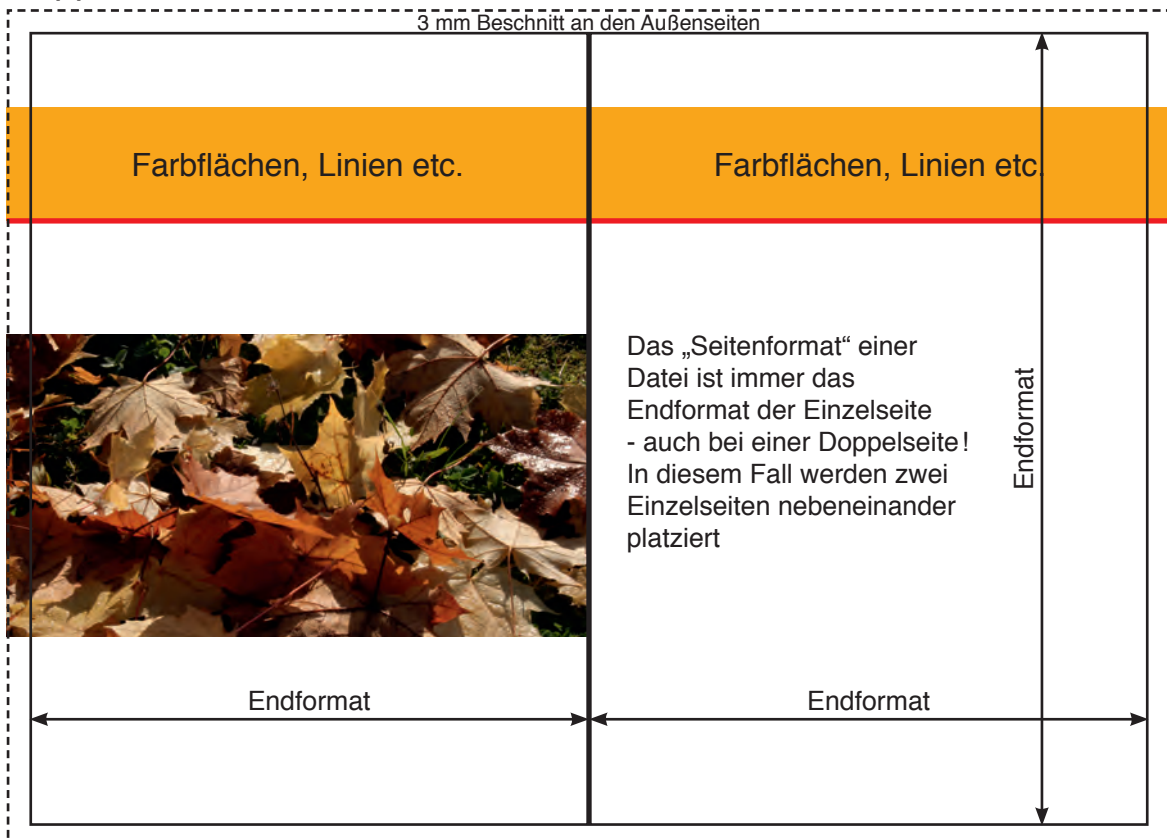 3 mm Beschnitt an den Außenseiten
Farbflächen, Linien etc.
Farbflächen, Linien etc.
Das „Seitenformat“ einer
Datei ist immer das
Endformat der Einzelseite
- auch bei einer Doppelseite!
In diesem Fall werden zwei
Einzelseiten nebeneinander
platziert
Endformat
Endformat
Endformat